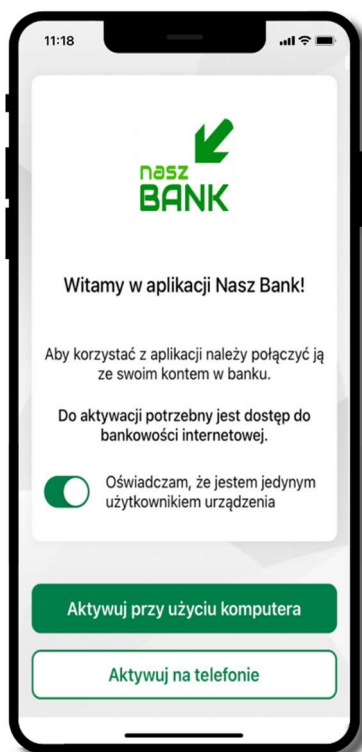 11:18
nasz
BANK
Witamy w aplikacji Nasz Bank!
Aby korzystać z aplikacji należy połączyć ją
ze swoim kontem w banku.
Do aktywacji potrzebny jest dostęp do
bankowości internetowej.
Oświadczam, że jestem jedynym
użytkownikiem urządzenia
Aktywuj przy użyciu komputera
Aktywuj na telefonie